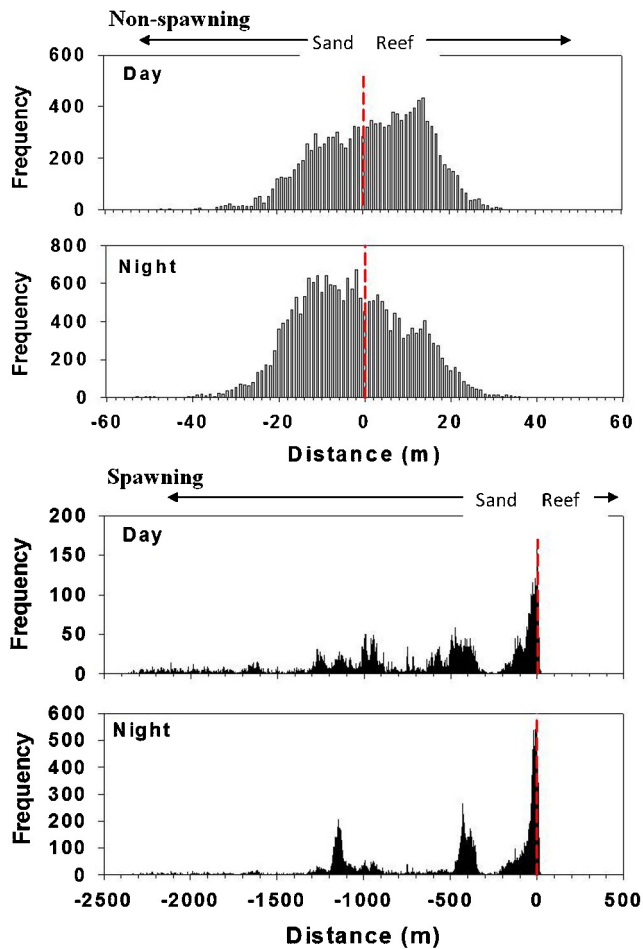 Non-spawning
Sand Reef
Day
Frequency
600
400
200
0
Night
Frequency
800
600
400
200
0
-60 -40 -20 0 20 40 60
Distance (m)
Spawning
Sand Reef
Day
Frequency
200
150
100
50
0
Night
Frequency
600
500
400
300
200
100
0
-2500 -2000 -1500 -1000 -500 0 500
Distance (m)